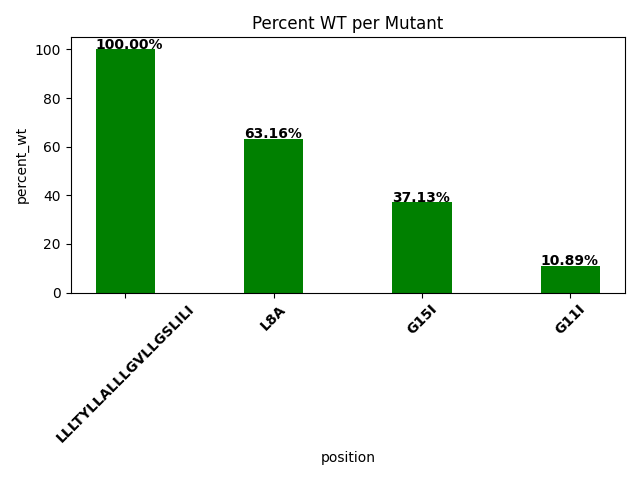 Percent WT per Mutant
percent_wt
100
80
60
40
20
0
100.00%
63.16%
37.13%
10.89%
LLLTYLLALLLGVLLGSLILI
L8A
G15I
G11I
position